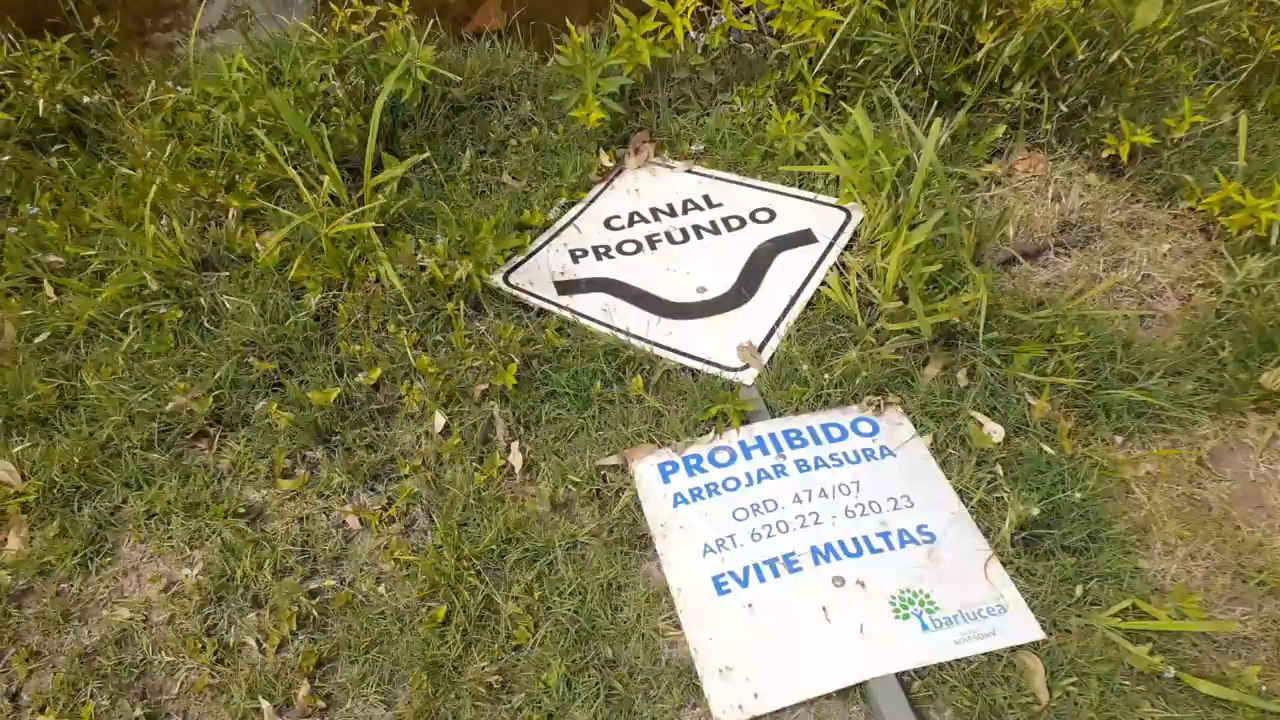 CANAL
PROFUNDO
PROHIBIDO
ARROJAR BASURA
ORD. 474/07
ART. 620.22 - 620.23
EVITE MULTAS
barlucea